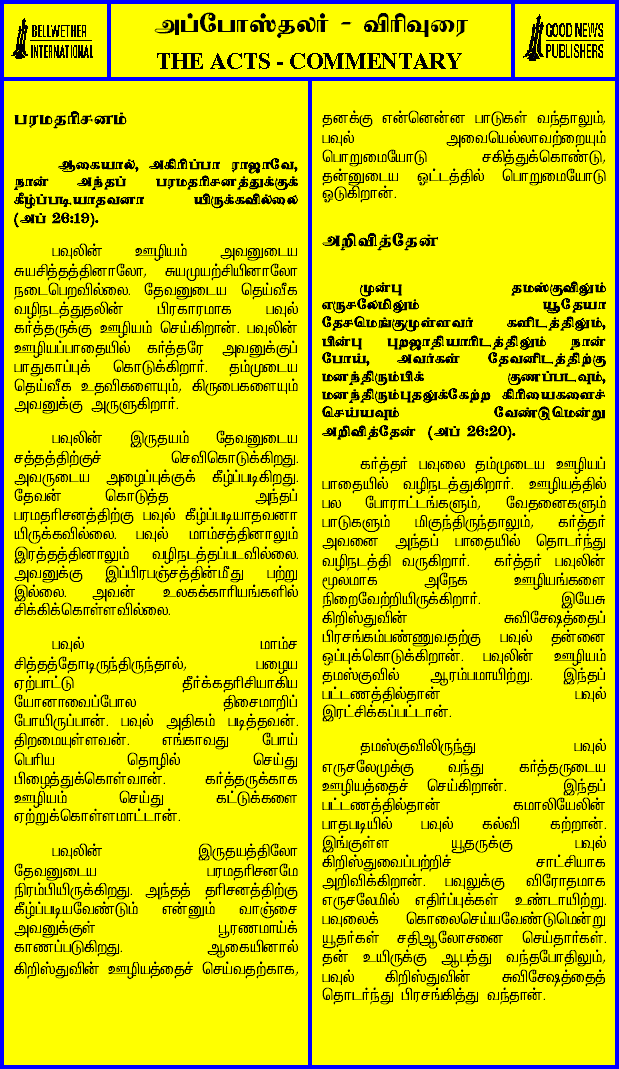 BELLWETHER
INTERNATIONAL
அப்போஸ்தலர் - விரிவுரை
THE ACTS - COMMENTARY
GOOD NEWS
PUBLISHERS
பரமதரிசனம்
ஆகையால், அகிரிப்பா ராஜாவே,
நான் அந்தப் பரமதரிசனத்துக்குக்
கீழ்ப்படியாதவனா யிருக்கவில்லை
(அப் 26:19).
பவுலின் ஊழியம் அவனுடைய
சுயசித்தத்தினாலோ, சுயமுயற்சியினாலோ
நடைபெறவில்லை. தேவனுடைய தெய்வீக
வழிநடத்துதலின் பிரகாரமாக பவுல்
கர்த்தருக்கு ஊழியம் செய்கிறான். பவுலின்
ஊழியப்பாதையில் கர்த்தரே அவனுக்குப்
பாதுகாப்புக் கொடுக்கிறார். தம்முடைய
தெய்வீக உதவிகளையும், கிருபைகளையும்
அவனுக்கு அருளுகிறார்.
பவுலின் இருதயம் தேவனுடைய
சத்தத்திற்குச் செவிகொடுக்கிறது.
அவருடைய அழைப்புக்குக் கீழ்ப்படிகிறது.
தேவன் கொடுத்த அந்தப்
பரமதரிசனத்திற்கு பவுல் கீழ்ப்படியாதவனா
யிருக்கவில்லை. பவுல் மாம்சத்தினாலும்
இரத்தத்தினாலும் வழிநடத்தப்படவில்லை.
அவனுக்கு இப்பிரபஞ்சத்தின்மீது பற்று
இல்லை. அவன் உலகக்காரியங்களில்
சிக்கிக்கொள்ளவில்லை.
பவுல் மாம்ச
சித்தத்தோடிருந்திருந்தால், பழைய
ஏற்பாட்டு தீர்க்கதரிசியாகிய
யோனாவைப்போல திசைமாறிப்
போயிருப்பான். பவுல் அதிகம் படித்தவன்.
திறமையுள்ளவன். எங்காவது போய்
பெரிய தொழில் செய்து
பிழைத்துக்கொள்வான். கர்த்தருக்காக
ஊழியம் செய்து கட்டுக்களை
ஏற்றுக்கொள்ளமாட்டான்.
பவுலின் இருதயத்திலோ
தேவனுடைய பரமதரிசனமே
நிரம்பியிருக்கிறது. அந்தத் தரிசனத்திற்கு
கீழ்ப்படியவேண்டும் என்னும் வாஞ்சை
அவனுக்குள் பூரணமாய்க்
காணப்படுகிறது. ஆகையினால்
கிறிஸ்துவின் ஊழியத்தைச் செய்வதற்காக,
தனக்கு என்னென்ன பாடுகள் வந்தாலும்,
பவுல் அவையெல்லாவற்றையும்
பொறுமையோடு சகித்துக்கொண்டு,
தன்னுடைய ஓட்டத்தில் பொறுமையோடு
ஓடுகிறான்.
அறிவித்தேன்
முன்பு தமஸ்குவிலும்
எருசலேமிலும் யூதேயா
தேசமெங்குமுள்ளவர் களிடத்திலும்,
பின்பு புறஜாதியாரிடத்திலும் நான்
போய், அவர்கள் தேவனிடத்திற்கு
மனந்திரும்பிக் குணப்படவும்,
மனந்திரும்புதலுக்கேற்ற கிரியைகளைச்
செய்யவும் வேண்டுமென்று
அறிவித்தேன் (அப் 26:20).
கர்த்தர் பவுலை தம்முடைய ஊழியப்
பாதையில் வழிநடத்துகிறார். ஊழியத்தில்
பல போராட்டங்களும், வேதனைகளும்
பாடுகளும் மிகுந்திருந்தாலும், கர்த்தர்
அவனை அந்தப் பாதையில் தொடர்ந்து
வழிநடத்தி வருகிறார். கர்த்தர் பவுலின்
மூலமாக அநேக ஊழியங்களை
நிறைவேற்றியிருக்கிறார். இயேசு
கிறிஸ்துவின் சுவிசேஷத்தைப்
பிரசங்கம்பண்ணுவதற்கு பவுல் தன்னை
ஒப்புக்கொடுக்கிறான். பவுலின் ஊழியம்
தமஸ்குவில் ஆரம்பமாயிற்று. இந்தப்
பட்டணத்தில்தான் பவுல்
இரட்சிக்கப்பட்டான்.
தமஸ்குவிலிருந்து பவுல்
எருசலேமுக்கு வந்து கர்த்தருடைய
ஊழியத்தைச் செய்கிறான். இந்தப்
பட்டணத்தில்தான் கமாலியேலின்
பாதபடியில் பவுல் கல்வி கற்றான்.
இங்குள்ள யூதருக்கு பவுல்
கிறிஸ்துவைப்பற்றிச் சாட்சியாக
அறிவிக்கிறான். பவுலுக்கு விரோதமாக
எருசலேமில் எதிர்ப்புக்கள் உண்டாயிற்று.
பவுலைக் கொலைசெய்யவேண்டுமென்று
யூதர்கள் சதிஆலோசனை செய்தார்கள்.
தன் உயிருக்கு ஆபத்து வந்தபோதிலும்,
பவுல் கிறிஸ்துவின் சுவிசேஷத்தைத்
தொடர்ந்து பிரசங்கித்து வந்தான்.